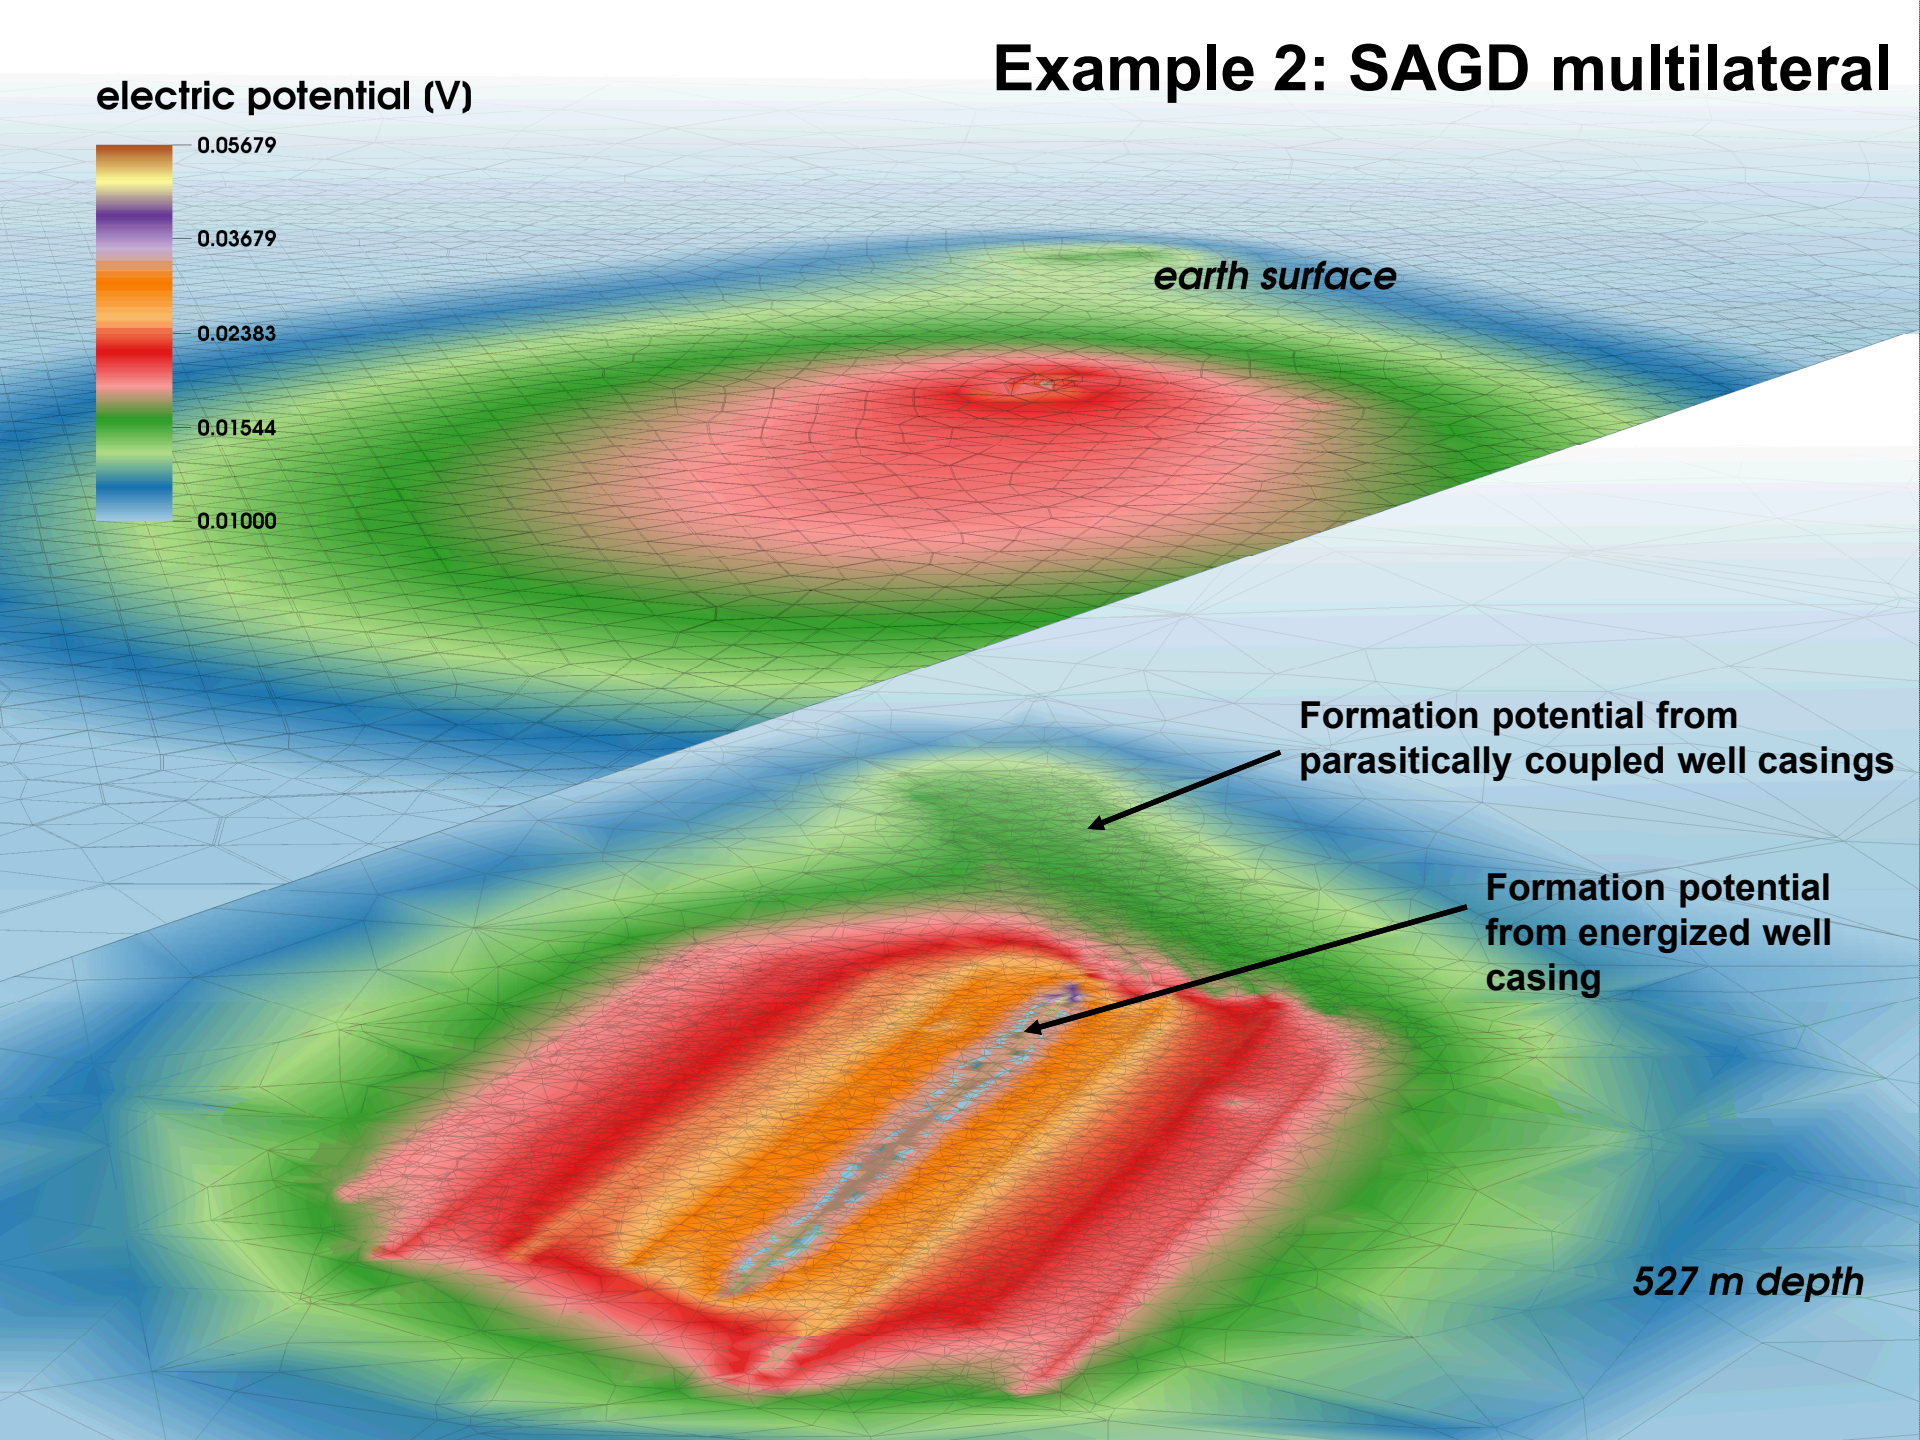 Example 2: SAGD multilateral
electric potential (V)
0.05679
0.03679
0.02383
0.01544
0.01000
earth surface
Formation potential from
parasitically coupled well casings
Formation potential
from energized well
casing
527 m depth